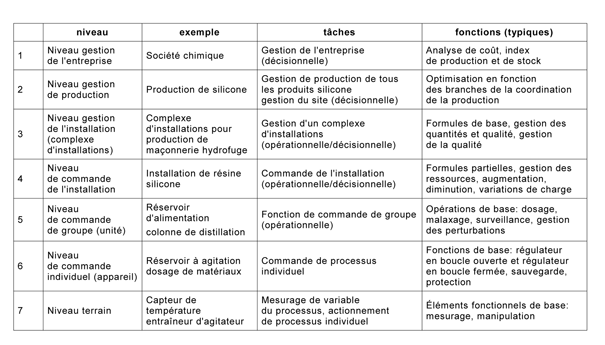 niveau exemple tâches fonctions (typiques)
1 Niveau gestion de l'entreprise Société chimique Gestion de l'entreprise (décisionnelle) Analyse de coût, index de production et de stock
2 Niveau gestion de production Production de silicone Gestion de production de tous les produits silicone gestion du site (décisionnelle) Optimisation en fonction des branches de la coordination de la production
3 Niveau gestion de l'installation (complexe d'installations) Complexe d'installations pour production de maçonnerie hydrofuge Gestion d'un complexe d'installations (opérationnelle/décisionnelle) Formules de base, gestion des quantités et qualité, gestion de la qualité
4 Niveau de commande de l'installation Installation de résine silicone Commande de l'installation (opérationnelle/décisionnelle) Formules partielles, gestion des ressources, augmentation, diminution, variations de charge
5 Niveau de commande de groupe (unité) Réservoir d'alimentation colonne de distillation Fonction de commande de groupe (opérationnelle) Opérations de base: dosage, malaxage, surveillance, gestion des perturbations
6 Niveau de commande individuel (appareil) Réservoir à agitation dosage de matériaux Commande de processus individuel Fonctions de base: régulateur en boucle ouverte et régulateur en boucle fermée, sauvegarde, protection
7 Niveau terrain Capteur de température entraîneur d'agitateur Mesurage de variable du processus, actionnement de processus individuel Éléments fonctionnels de base: mesurage, manipulation